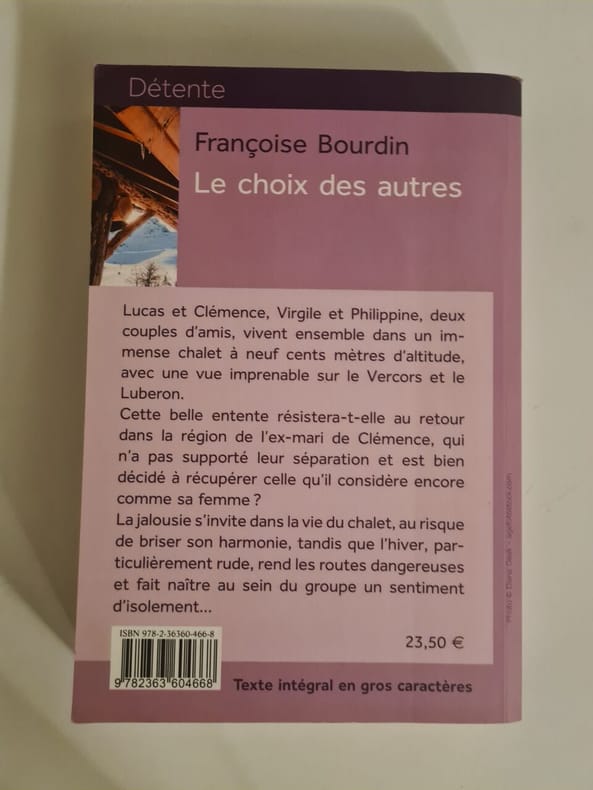 Détente
Françoise Bourdin
Le choix des autres
Lucas et Clémence, Virgile et Philippine, deux
couples d'amis, vivent ensemble dans un im-
mense chalet à neuf cents mètres d'altitude,
avec une vue imprenable sur le Vercors et le
Luberon.
Cette belle entente résistera-t-elle au retour
dans la région de l'ex-mari de Clémence, qui
n'a pas supporté leur séparation et est bien
décidé à récupérer celle qu'il considère encore
comme sa femme ?
La jalousie s'invite dans la vie du chalet, au risque
de briser son harmonie, tandis que l'hiver, par-
ticulièrement rude, rend les routes dangereuses
et fait naître au sein du groupe un sentiment
d'isolement...
ISBN 978-2-36360-466-8
9 782363 604668
23,50 €
Texte intégral en gros caractères
Photo ©